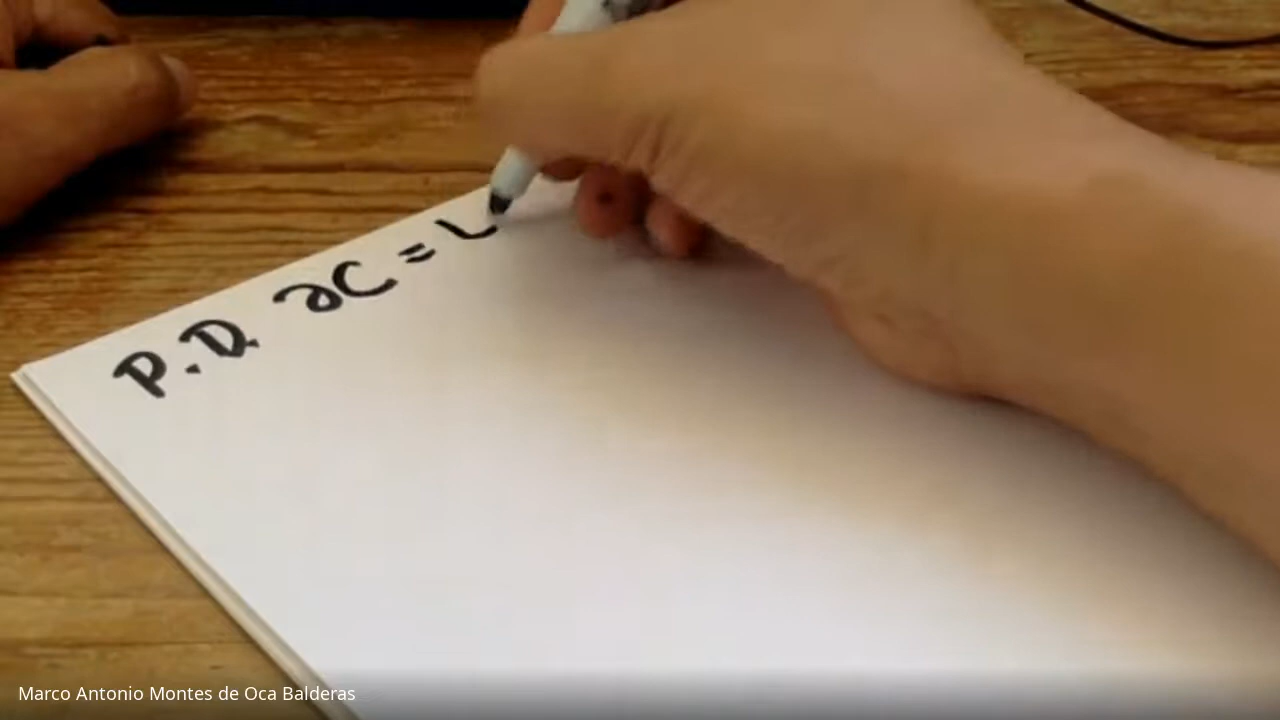 P.D. ∂C = L
Marco Antonio Montes de Oca Balderas